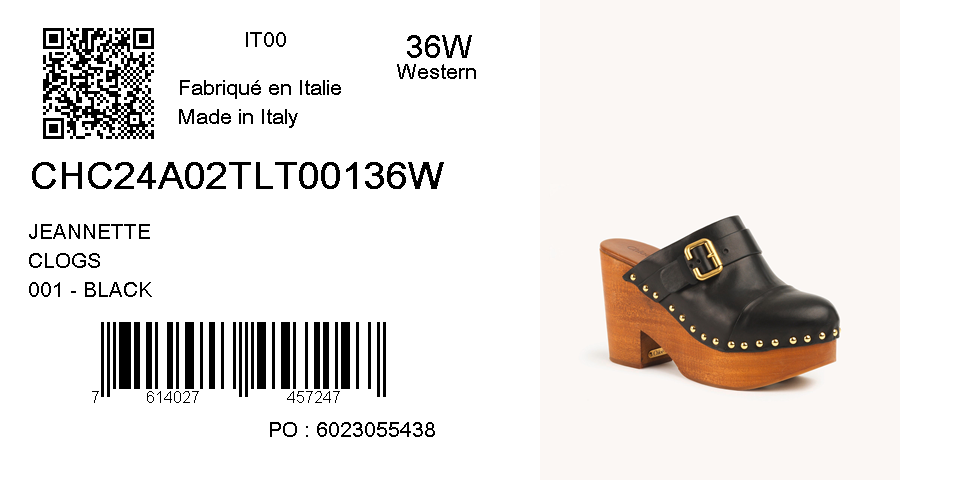 IT00
36W
Western
Fabriqué en Italie
Made in Italy
CHC24A02TLT00136W
JEANNETTE
CLOGS
001 - BLACK
7 614027 457247
PO : 6023055438